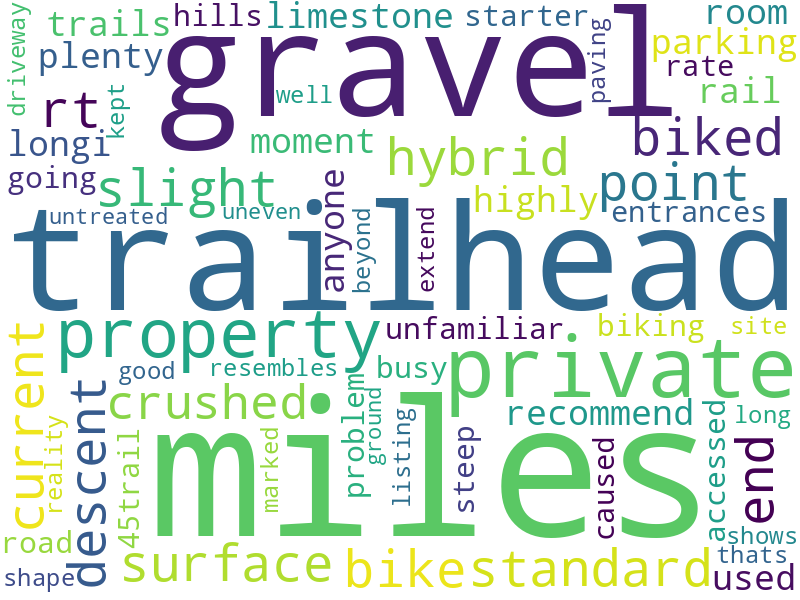 driveway
trails
hills
limestone
starter
room
plenty
gravel
paving
parking
rate
rail
well
kept
rt
longi
moment
hybrid
biked
going
slight
anyone
highly
point
untreated
uneven
beyond
extend
entrances
trailhead
property
unfamiliar
biking
site
current
good
resembles
busy
private
descent
crushed
problem
ground
recommend
long
reality
45trail
marked
miles
listing
steep
caused
accessed
end
road
surface
bike
standard
shows
thats
shape
used